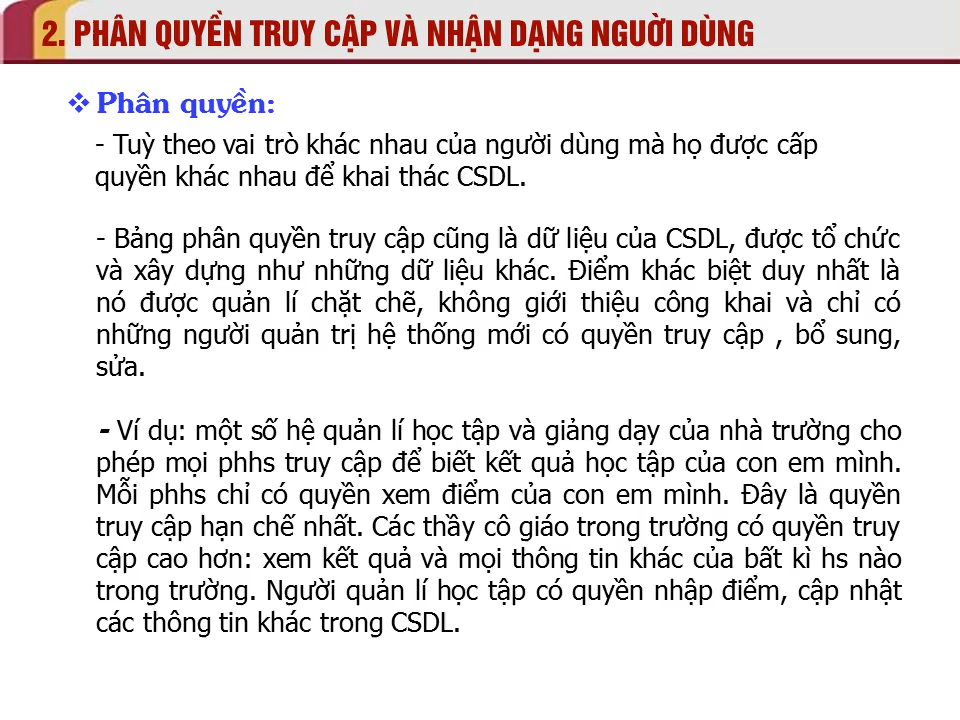 2. PHÂN QUYỀN TRUY CẬP VÀ NHẬN DẠNG NGƯỜI DÙNG
❖ Phân quyền:
- Tuỳ theo vai trò khác nhau của người dùng mà họ được cấp
quyền khác nhau để khai thác CSDL.
- Bảng phân quyền truy cập cũng là dữ liệu của CSDL, được tổ chức
và xây dựng như những dữ liệu khác. Điểm khác biệt duy nhất là
nó được quản lí chặt chẽ, không giới thiệu công khai và chỉ có
những người quản trị hệ thống mới có quyền truy cập , bổ sung,
sửa.
- Ví dụ: một số hệ quản lí học tập và giảng dạy của nhà trường cho
phép mọi phhs truy cập để biết kết quả học tập của con em mình.
Mỗi phhs chỉ có quyền xem điểm của con em mình. Đây là quyền
truy cập hạn chế nhất. Các thầy cô giáo trong trường có quyền truy
cập cao hơn: xem kết quả và mọi thông tin khác của bất kì hs nào
trong trường. Người quản lí học tập có quyền nhập điểm, cập nhật
các thông tin khác trong CSDL.